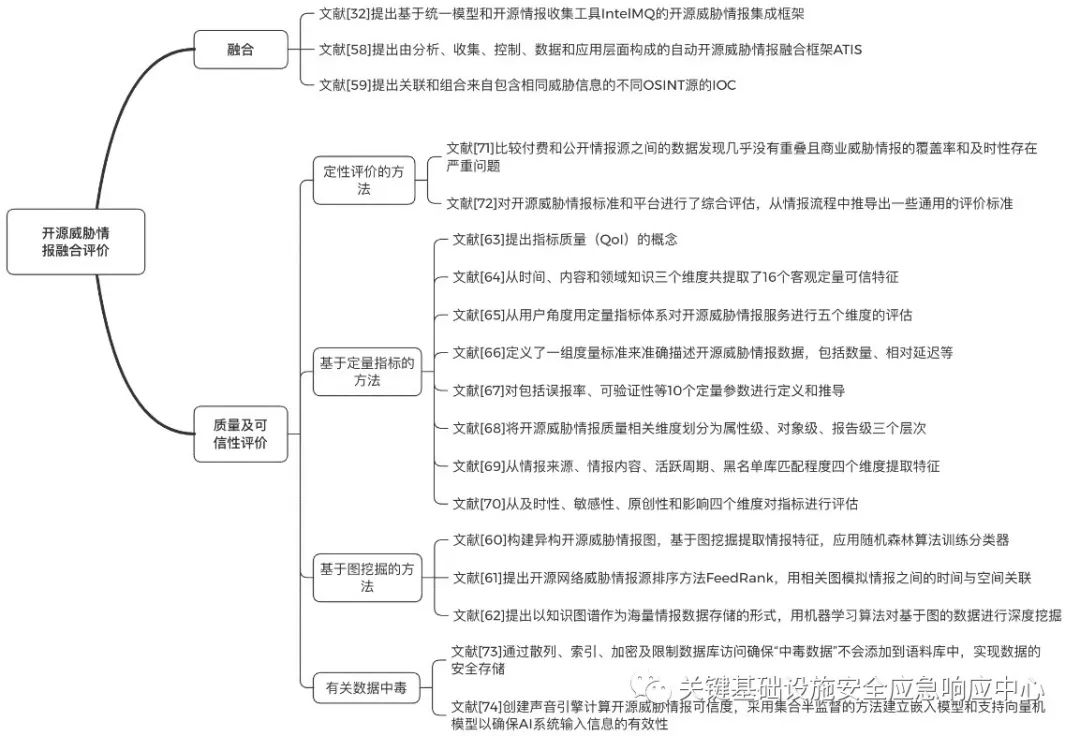 文献[32]提出基于统一模型和开源情报收集工具IntelMQ的开源威胁情报集成框架
融合
文献[58]提出由分析、收集、控制、数据和应用层面构成的自动开源威胁情报融合框架ATIS
文献[59]提出关联和组合来自包含相同威胁信息的不同OSINT源的IOC
开源威胁情
报融合评价
质量及可
信性评价
定性评价的方
法
文献[71]比较付费和公开情报源之间的数据发现几乎没有重叠且商业威胁情报的覆盖率和及时性存在
严重问题
文献[72]对开源威胁情报标准和平台进行了综合评估，从情报流程中推导出一些通用的评价标准
基于定量指标的
方法
文献[63]提出指标质量（QoI）的概念
文献[64]从时间、内容和领域知识三个维度共提取了16个客观定量可信特征
文献[65]从用户角度用定量指标体系对开源威胁情报服务进行五个维度的评估
文献[66]定义了一组度量标准来准确描述开源威胁情报数据，包括数量、相对延迟等
文献[67]对包括误报率、可验证性等10个定量参数进行定义和推导
文献[68]将开源威胁情报质量相关维度划分为属性级、对象级、报告级三个层次
文献[69]从情报来源、情报内容、活跃周期、黑名单库匹配程度四个维度提取特征
文献[70]从及时性、敏感性、原创性和影响四个维度对指标进行评估
基于图挖掘的方
法
文献[60]构建异构开源威胁情报图，基于图挖掘提取情报特征，应用随机森林算法训练分类器
文献[61]提出开源网络威胁情报源排序方法FeedRank，用相关图模拟情报之间的时间与空间关联
文献[62]提出以知识图谱作为海量情报数据存储的形式，用机器学习算法对基于图的数据进行深度挖掘
有关数据中毒
文献[73]通过散列、索引、加密及限制数据库访问确保“中毒数据”不会添加到语料库中，实现数据的
安全存储
文献[74]创建声音引擎计算开源威胁情报可信度，采用集合半监督的方法建立嵌入模型和支持向量机
模型以确保AI系统输入信息的有效性
关键基础设施安全应急响应中心